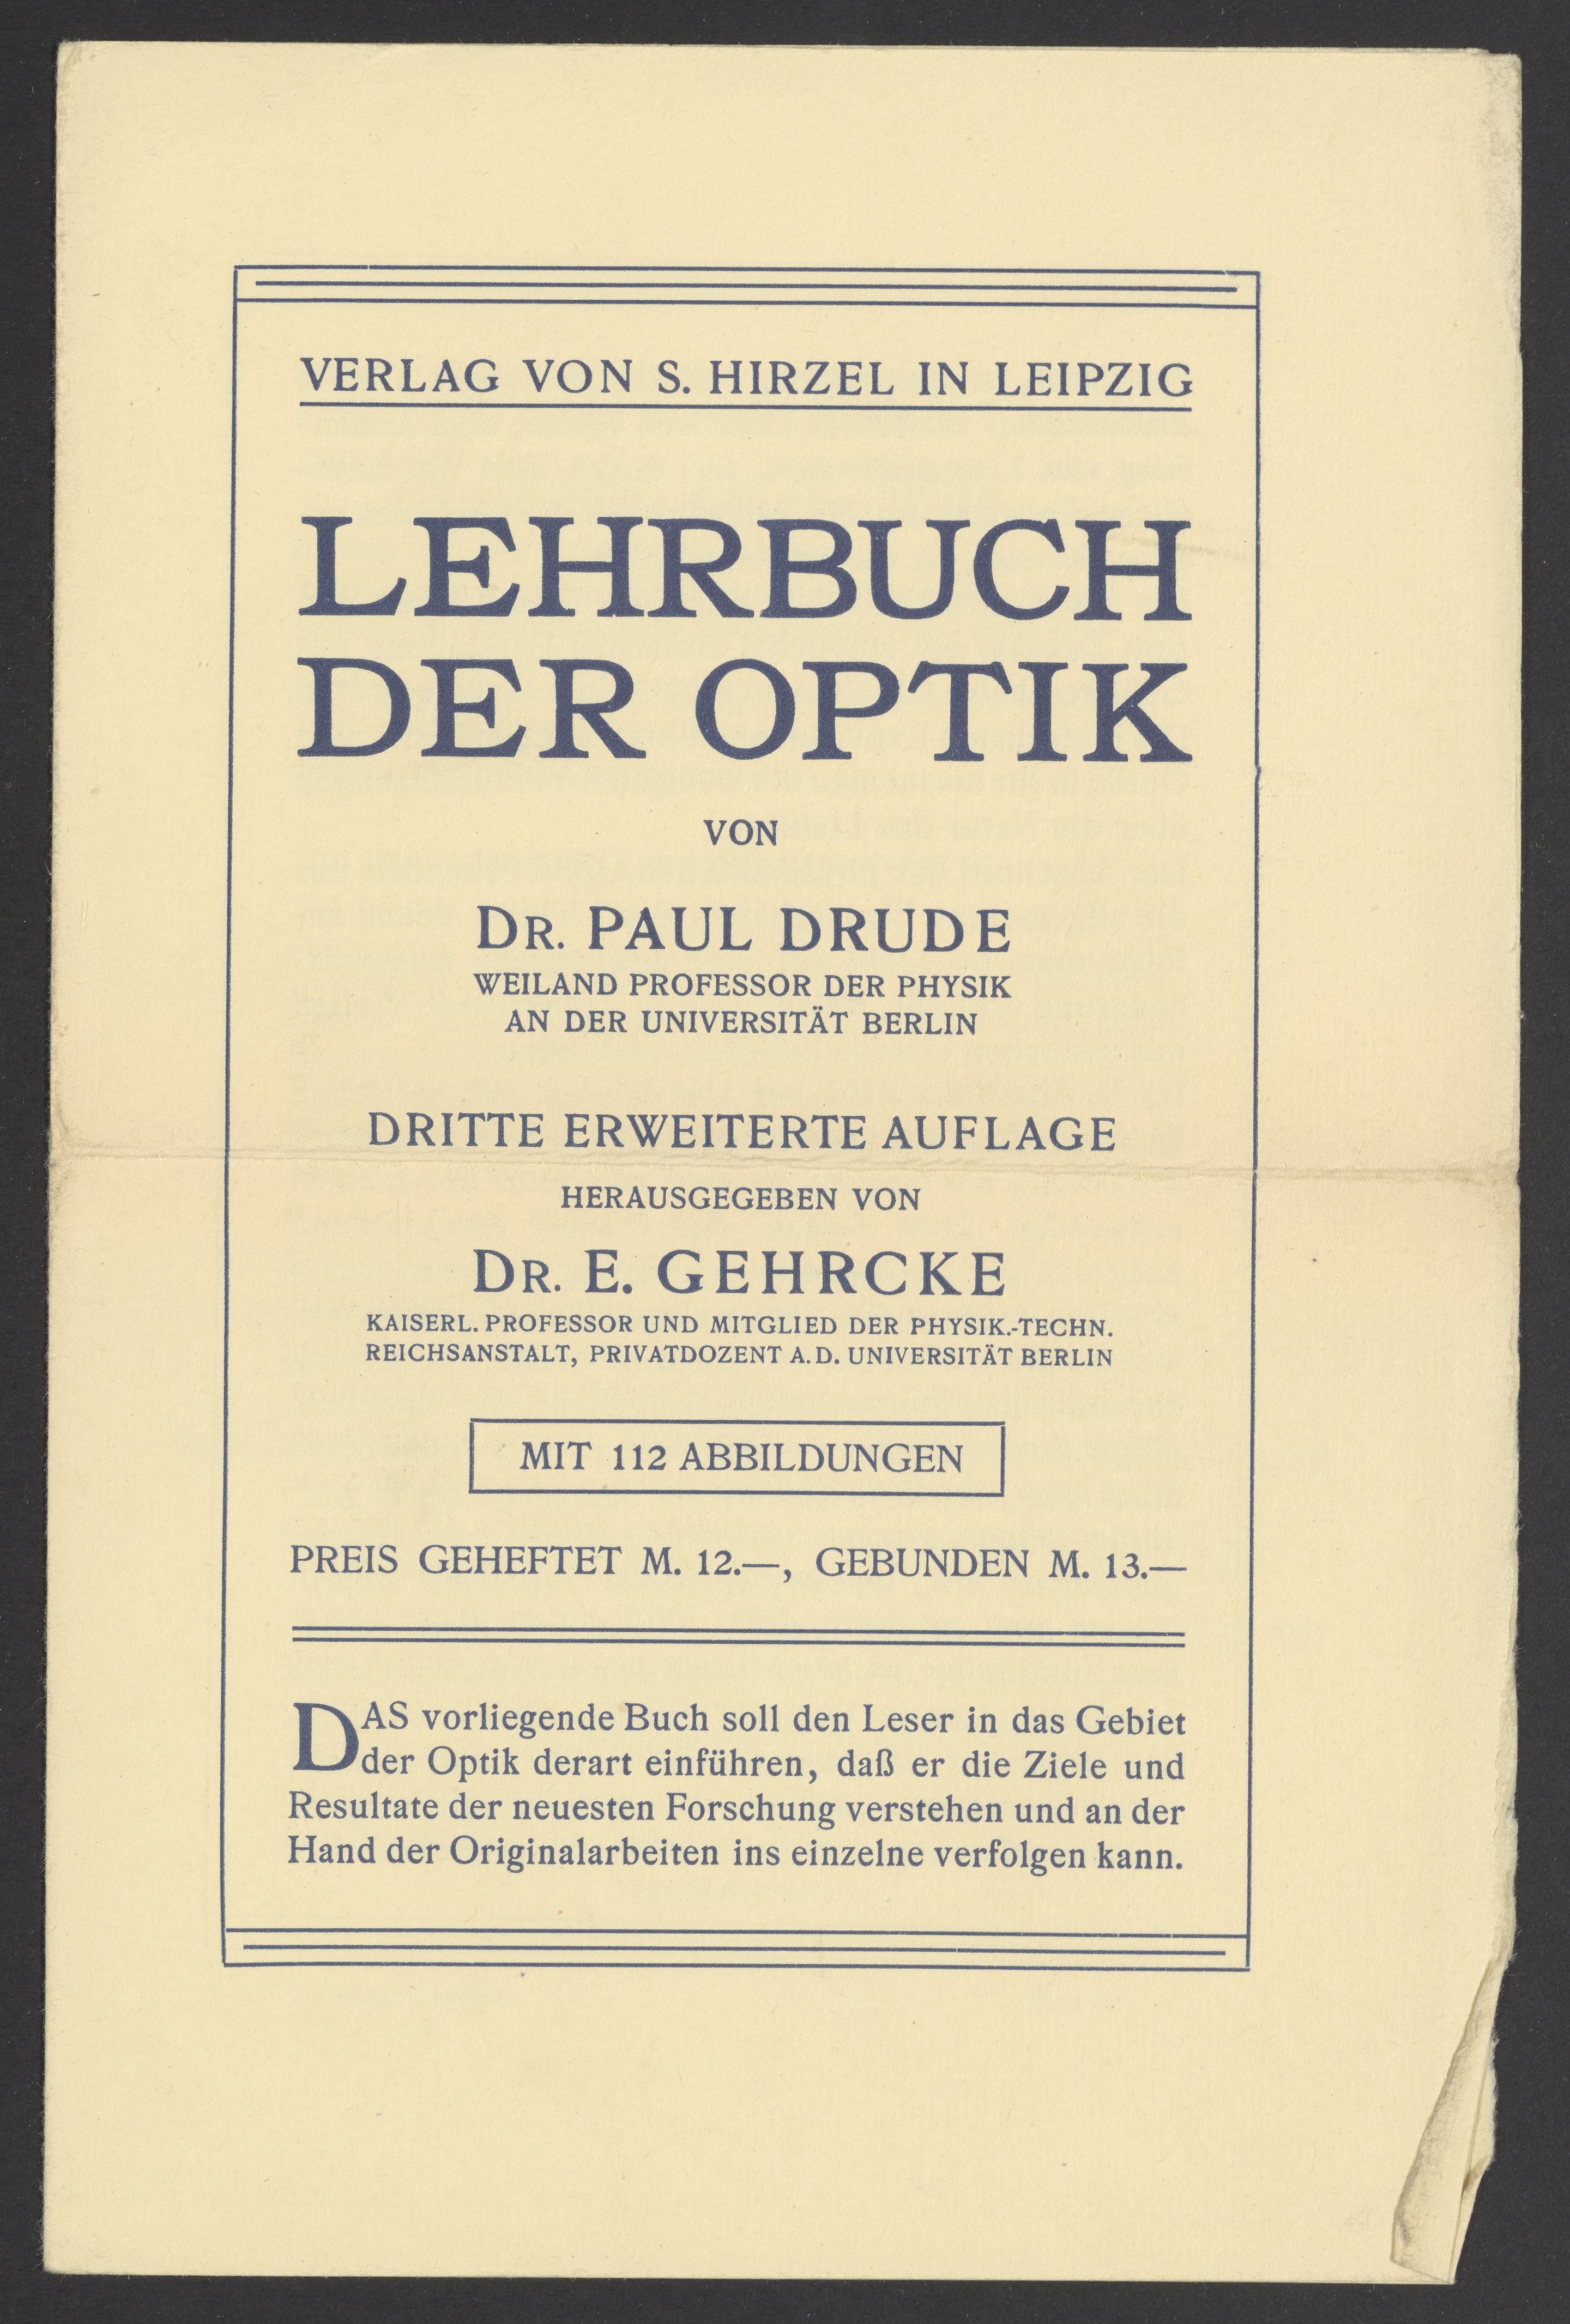 VERLAG VON S. HIRZEL IN LEIPZIG
LEHRBUCH
DER OPTIK
VON
DR. PAUL DRUDE
WEILAND PROFESSOR DER PHYSIK
AN DER UNIVERSITÄT BERLIN
DRITTE ERWEITERTE AUFLAGE
HERAUSGEGEBEN VON
DR. E. GEHRCKE
KAISERL. PROFESSOR UND MITGLIED DER PHYSIK.-TECHN.
REICHSANSTALT, PRIVATDOZENT A.D. UNIVERSITÄT BERLIN
MIT 112 ABBILDUNGEN
PREIS GEHEFTET M. 12.—, GEBUNDEN M. 13.—
DAS vorliegende Buch soll den Leser in das Gebiet
der Optik derart einführen, daß er die Ziele und
Resultate der neuesten Forschung verstehen und an der
Hand der Originalarbeiten ins einzelne verfolgen kann.